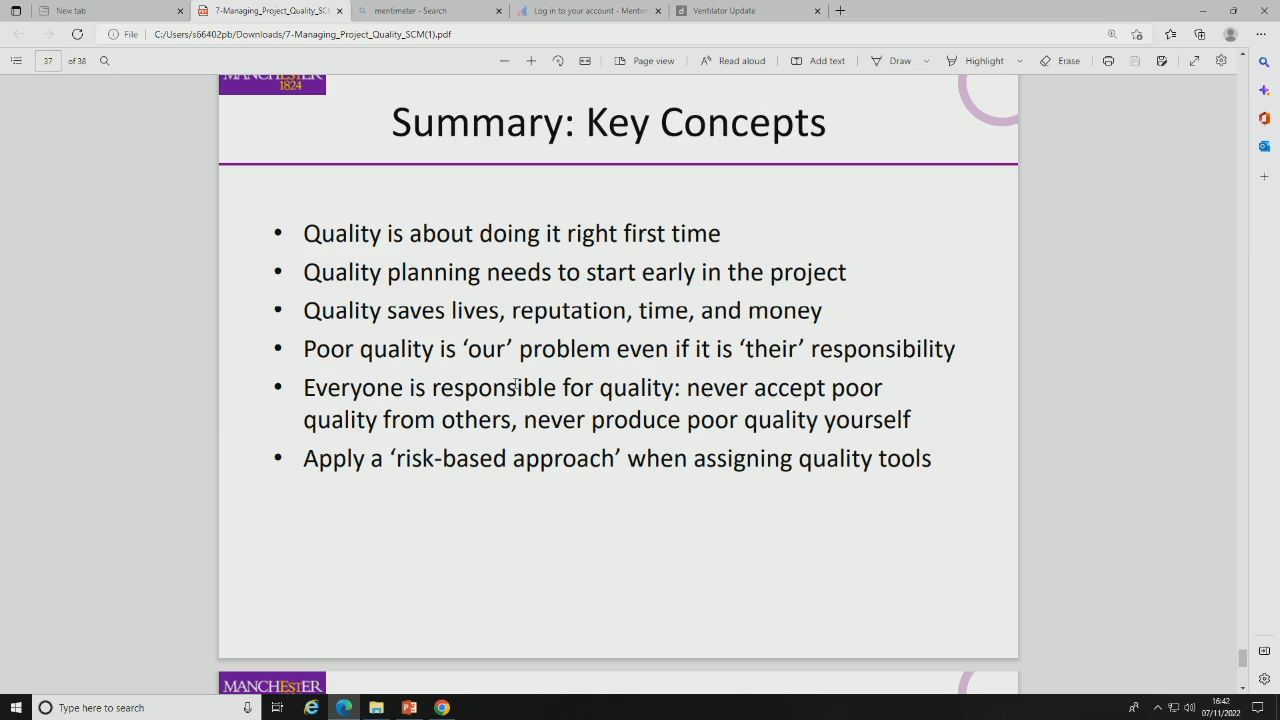 New tab
7-Managing_Project_Quality_SC
mentimeter - Search
Log in to your account - Mentim
Ventilator Update
File
C:/Users/s66402pb/Downloads/7-Managing_Project_Quality_SCM(1).pdf
37 of 38
Page view
Read aloud
Add text
Draw
Highlight
Erase
MANCHESTER
1824
Summary: Key Concepts
• Quality is about doing it right first time
• Quality planning needs to start early in the project
• Quality saves lives, reputation, time, and money
• Poor quality is ‘our’ problem even if it is ‘their’ responsibility
• Everyone is responsible for quality: never accept poor
quality from others, never produce poor quality yourself
• Apply a ‘risk-based approach’ when assigning quality tools
MANCHESTER
Type here to search
16:42
07/11/2022